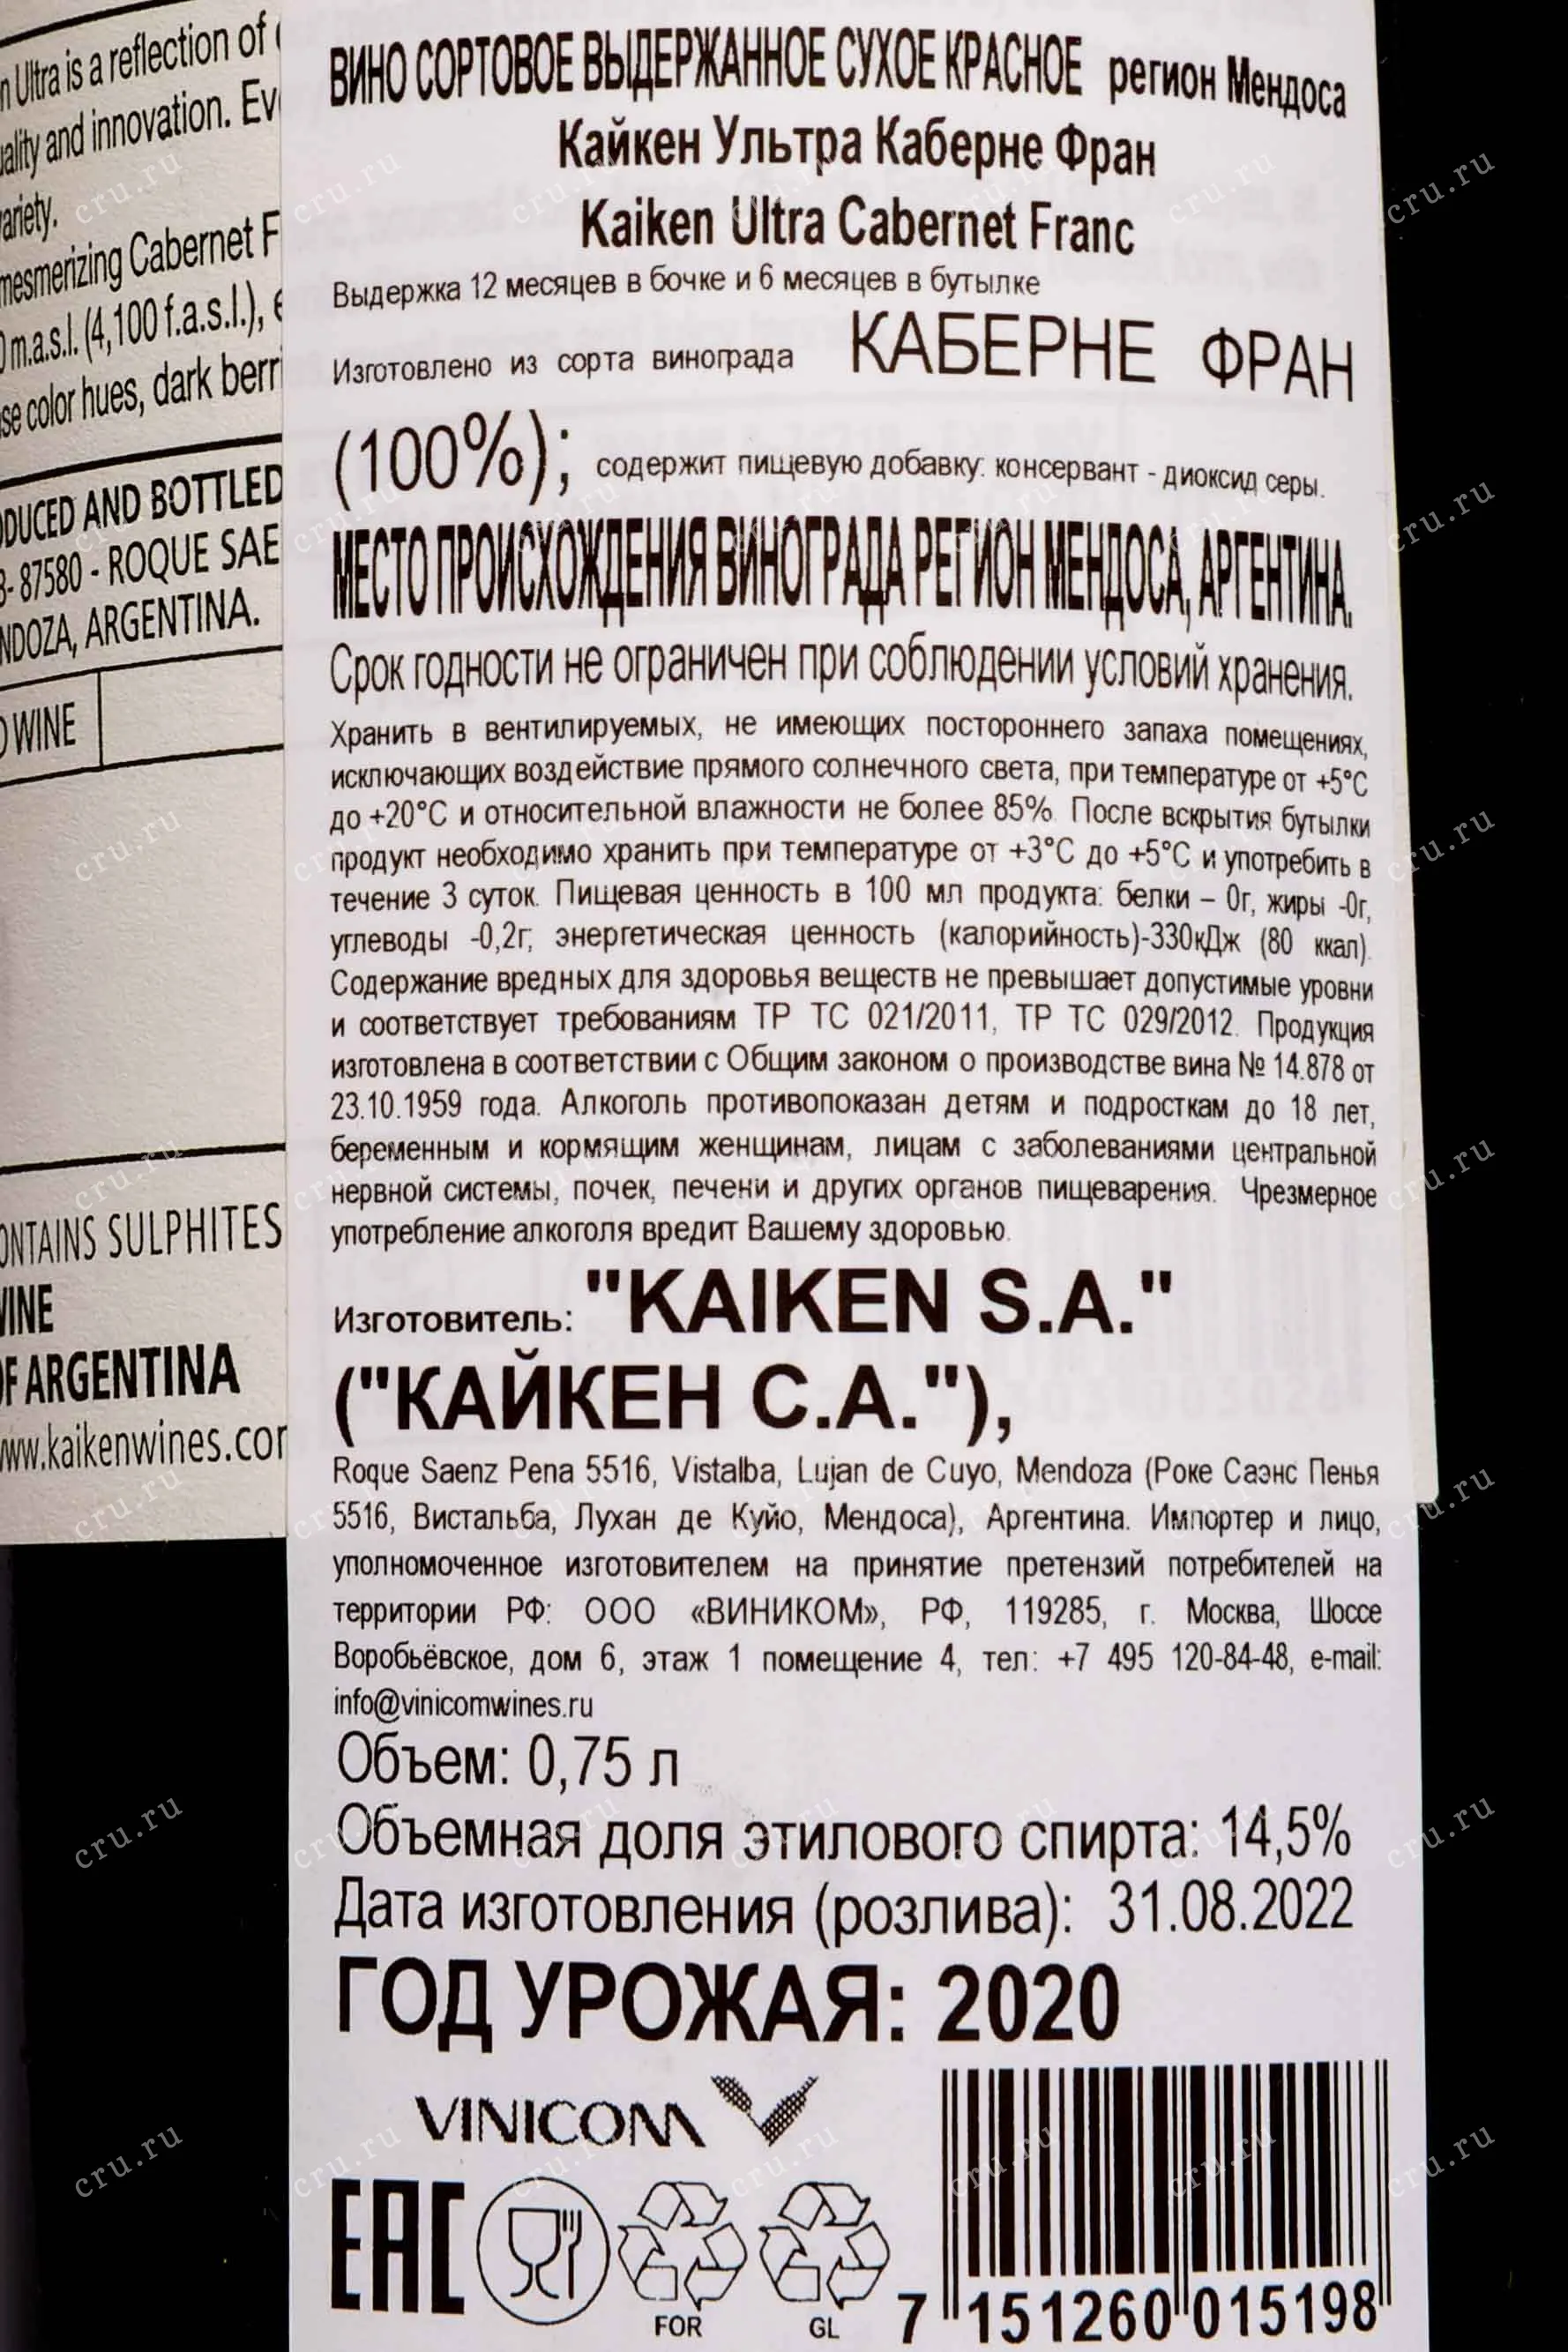 n Ultra is a reflection of
ality and innovation. Ev
variety.
mesmerizing Cabernet F
0 m.a.s.l. (4,100 f.a.s.l.), e
se color hues, dark berri
ODUCED AND BOTTLED
B- 87580 - ROQUE SAE
NDOZA, ARGENTINA.
D WINE
ONTAINS SULPHITES
WINE
OF ARGENTINA
www.kaikenwines.com
ВИНО СОРТОВОЕ ВЫДЕРЖАННОЕ СУХОЕ КРАСНОЕ регион Мендоса
Кайкен Ультра Каберне Фран
Kaiken Ultra Cabernet Franc
Выдержка 12 месяцев в бочке и 6 месяцев в бутылке
Изготовлено из сорта винограда КАБЕРНЕ ФРАН
(100%); содержит пищевую добавку: консервант - диоксид серы.
МЕСТО ПРОИСХОЖДЕНИЯ ВИНОГРАДА РЕГИОН МЕНДОСА, АРГЕНТИНА.
Срок годности не ограничен при соблюдении условий хранения.
Хранить в вентилируемых, не имеющих постороннего запаха помещениях,
исключающих воздействие прямого солнечного света, при температуре от +5°С
до +20°С и относительной влажности не более 85%. После вскрытия бутылки
продукт необходимо хранить при температуре от +3°С до +5°С и употребить в
течение 3 суток. Пищевая ценность в 100 мл продукта: белки – 0г, жиры -0г,
углеводы -0,2г; энергетическая ценность (калорийность)-330кДж (80 ккал).
Содержание вредных для здоровья веществ не превышает допустимые уровни
и соответствует требованиям ТР ТС 021/2011, ТР ТС 029/2012. Продукция
изготовлена в соответствии с Общим законом о производстве вина № 14.878 от
23.10.1959 года. Алкоголь противопоказан детям и подросткам до 18 лет,
беременным и кормящим женщинам, лицам с заболеваниями центральной
нервной системы, почек, печени и других органов пищеварения. Чрезмерное
употребление алкоголя вредит Вашему здоровью.
Изготовитель: "KAIKEN S.A."
("КАЙКЕН С.А."),
Roque Saenz Pena 5516, Vistalba, Lujan de Cuyo, Mendoza (Роке Саэнс Пенья
5516, Вистальба, Лухан де Куйо, Мендоса), Аргентина. Импортер и лицо,
уполномоченное изготовителем на принятие претензий потребителей на
территории РФ: ООО «ВИНИКОМ», РФ, 119285, г. Москва, Шоссе
Воробьёвское, дом 6, этаж 1 помещение 4, тел: +7 495 120-84-48, e-mail:
info@vinicomwines.ru
Объем: 0,75 л
Объемная доля этилового спирта: 14,5%
Дата изготовления (розлива): 31.08.2022
ГОД УРОЖАЯ: 2020
VINICOM
EAC
FOR
GL
7 151260 015198
cru.ru